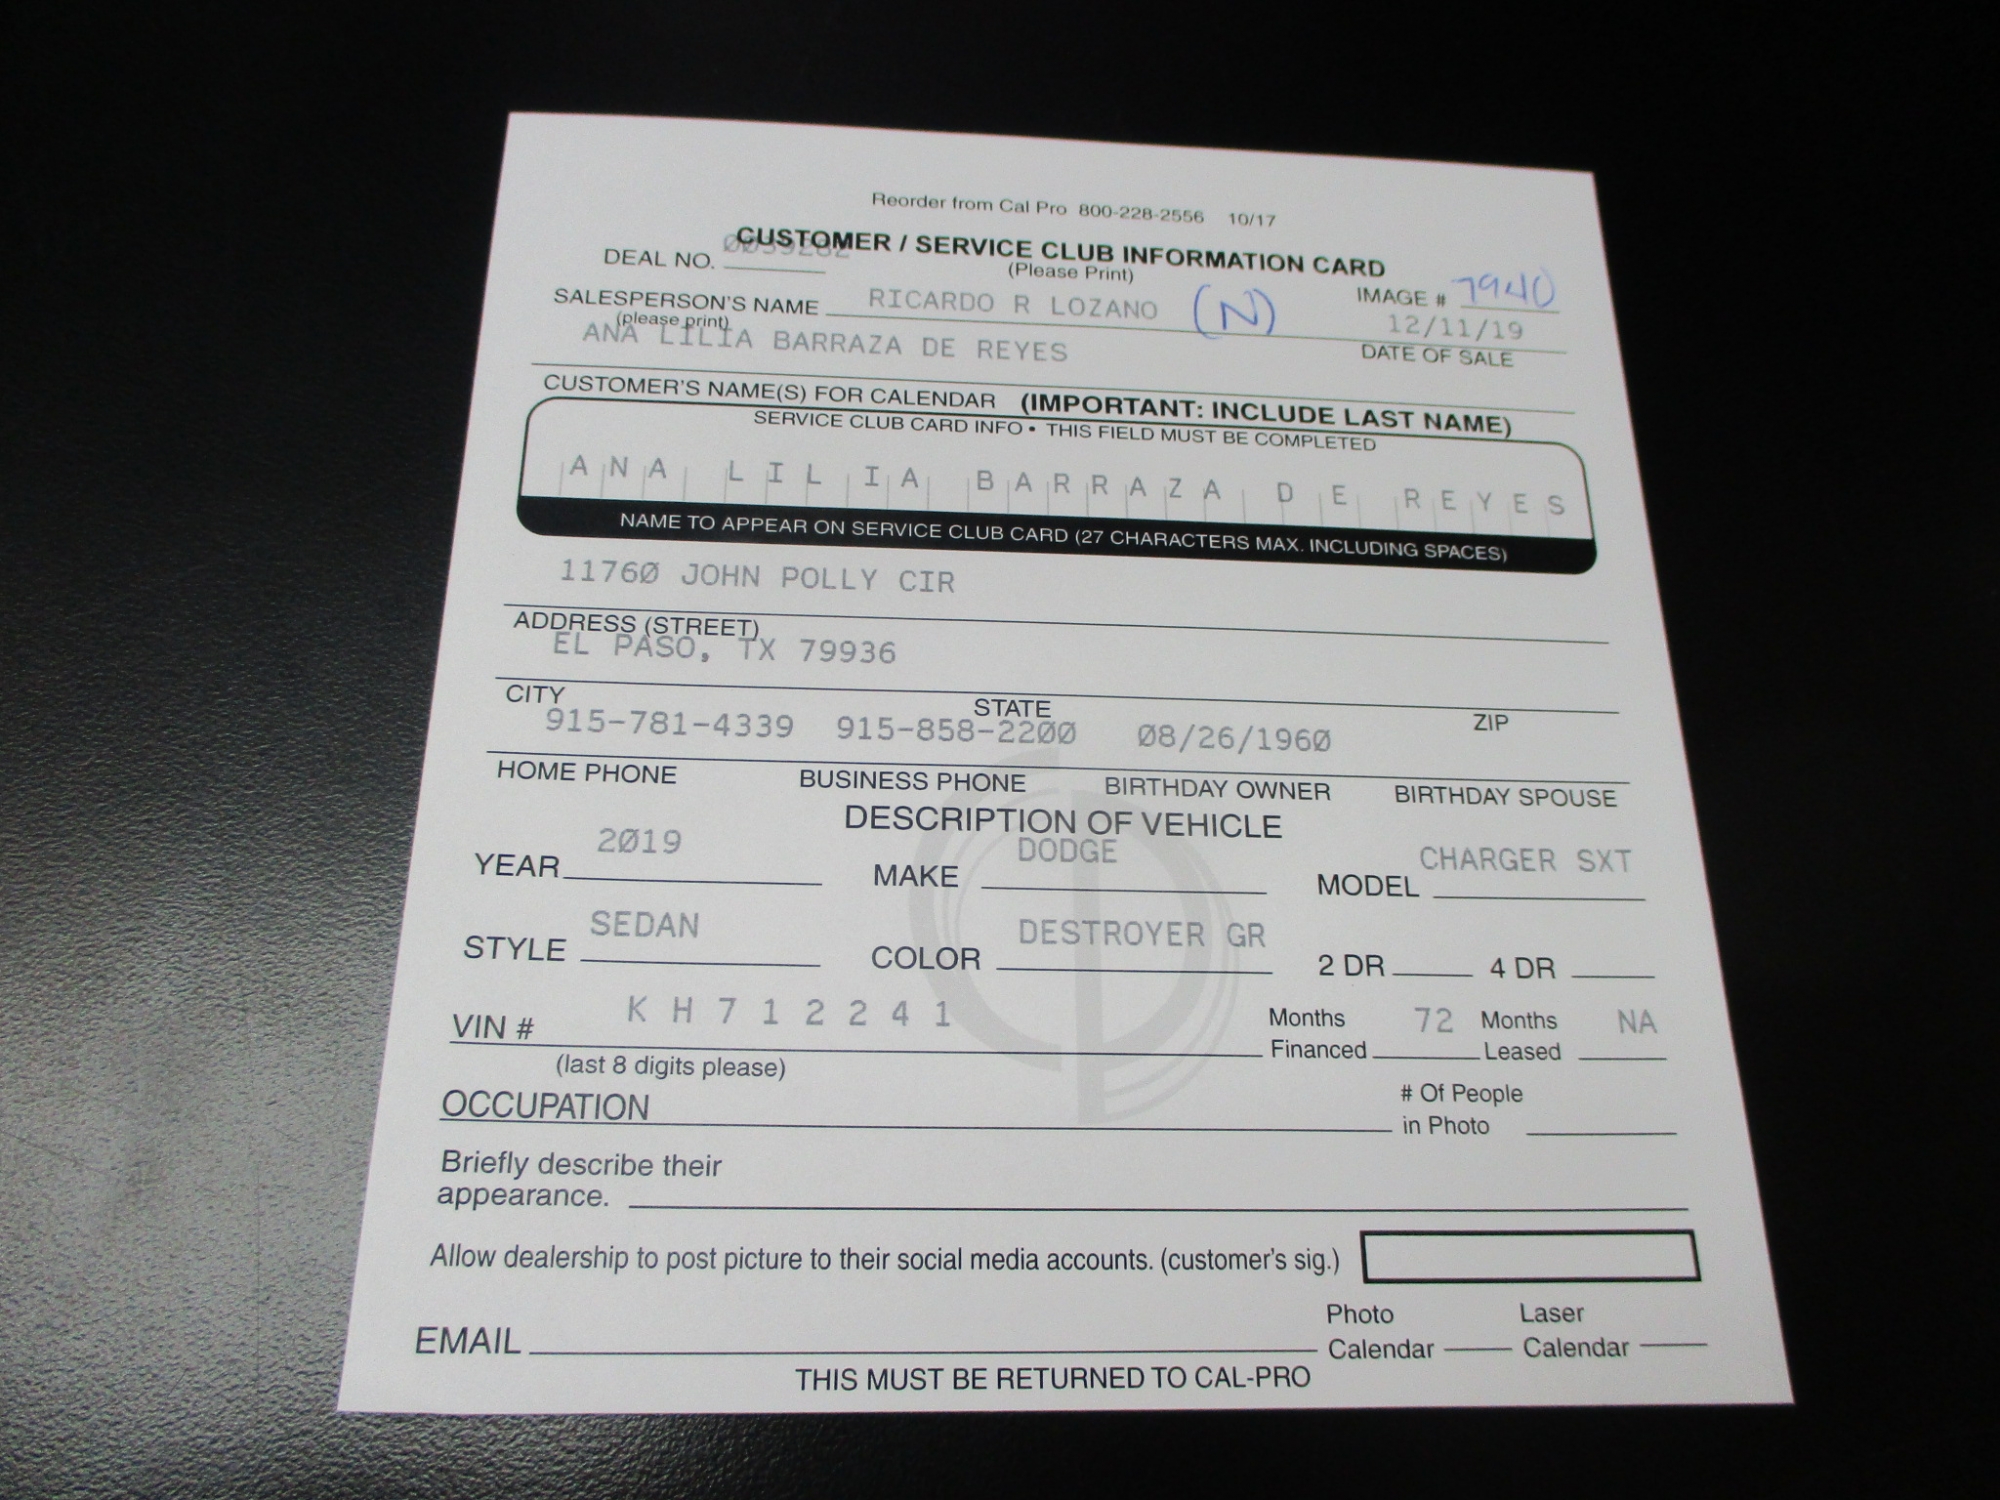 Reorder from Cal Pro 800-228-2556 10/17
CUSTOMER / SERVICE CLUB INFORMATION CARD
(Please Print)
DEAL NO. 0039282
IMAGE # 7940
SALESPERSON'S NAME RICARDO R LOZANO (N) 12/11/19
(please print)
ANA LILIA BARRAZA DE REYES DATE OF SALE
CUSTOMER'S NAME(S) FOR CALENDAR (IMPORTANT: INCLUDE LAST NAME)
SERVICE CLUB CARD INFO • THIS FIELD MUST BE COMPLETED
ANA LILIA BARRAZA DE REYES
NAME TO APPEAR ON SERVICE CLUB CARD (27 CHARACTERS MAX. INCLUDING SPACES)
11760 JOHN POLLY CIR
ADDRESS (STREET)
EL PASO, TX 79936
CITY STATE ZIP
915-781-4339 915-858-2200 08/26/1960
HOME PHONE BUSINESS PHONE BIRTHDAY OWNER BIRTHDAY SPOUSE
DESCRIPTION OF VEHICLE
YEAR 2019 MAKE DODGE MODEL CHARGER SXT
STYLE SEDAN COLOR DESTROYER GR 2 DR 4 DR
VIN # K H 7 1 2 2 4 1 Months Financed 72 Months Leased NA
(last 8 digits please)
OCCUPATION # Of People in Photo
Briefly describe their
appearance.
Allow dealership to post picture to their social media accounts. (customer's sig.)
EMAIL Photo Calendar Laser Calendar
THIS MUST BE RETURNED TO CAL-PRO